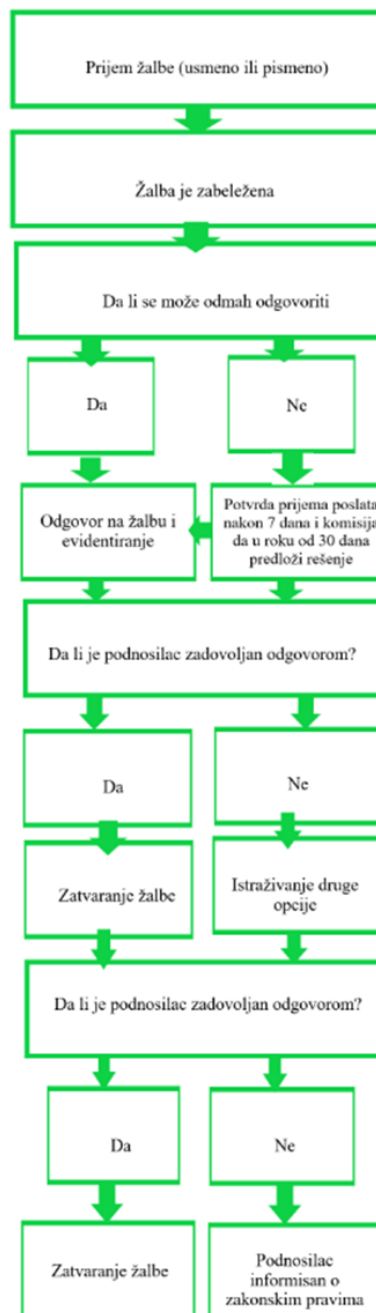 Prijem žalbe (usmeno ili pismeno)
Žalba je zabeležena
Da li se može odmah odgovoriti
Da
Ne
Odgovor na žalbu i
evidentiranje
Potvrda prijema poslata
nakon 7 dana i komisija
da u roku od 30 dana
predloži rešenje
Da li je podnosilac zadovoljan odgovorom?
Da
Ne
Zatvaranje žalbe
Istraživanje druge
opcije
Da li je podnosilac zadovoljan odgovorom?
Da
Ne
Zatvaranje žalbe
Podnosilac
informisan o
zakonskim pravima